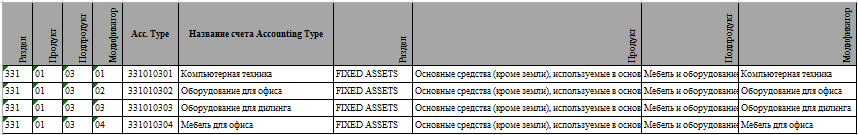 Раздел Продукт Подпродукт Модификатор Acc. Type Название счета Accounting Type Раздел Продукт Подпродукт Модификатор
331 01 03 01 331010301 Компьютерная техника FIXED ASSETS Основные средства (кроме земли), используемые в основ Мебель и оборудование Компьютерная техника
331 01 03 02 331010302 Оборудование для офиса FIXED ASSETS Основные средства (кроме земли), используемые в основ Мебель и оборудование Оборудование для офиса
331 01 03 03 331010303 Оборудование для дилинга FIXED ASSETS Основные средства (кроме земли), используемые в основ Мебель и оборудование Оборудование для дилинга
331 01 03 04 331010304 Мебель для офиса FIXED ASSETS Основные средства (кроме земли), используемые в основ Мебель и оборудование Мебель для офиса